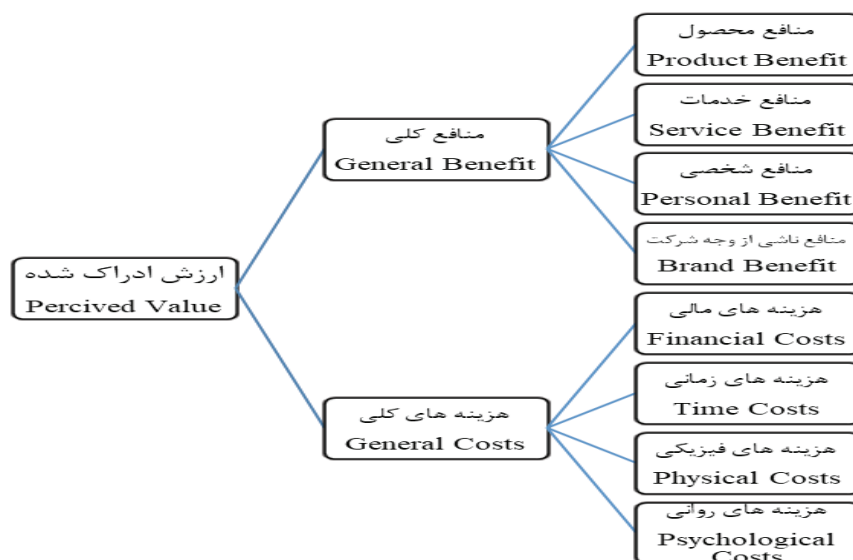 منافع محصول
Product Benefit
منافع خدمات
Service Benefit
منافع کلی
General Benefit
منافع شخصی
Personal Benefit
منافع ناشی از وجه شرکت
Brand Benefit
ارزش ادراک شده
Percived Value
هزینه های مالی
Financial Costs
هزینه های زمانی
Time Costs
هزینه های کلی
General Costs
هزینه های فیزیکی
Physical Costs
هزینه های روانی
Psychological
Costs